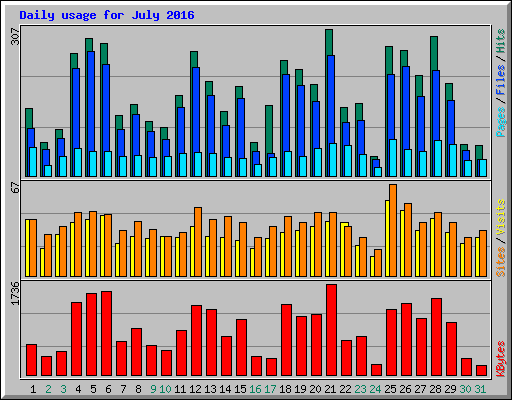 Daily usage for July 2016
307
Pages / Files / Hits
67
Sites / Visits
1736
KBytes
1 2 3 4 5 6 7 8 9 10 11 12 13 14 15 16 17 18 19 20 21 22 23 24 25 26 27 28 29 30 31